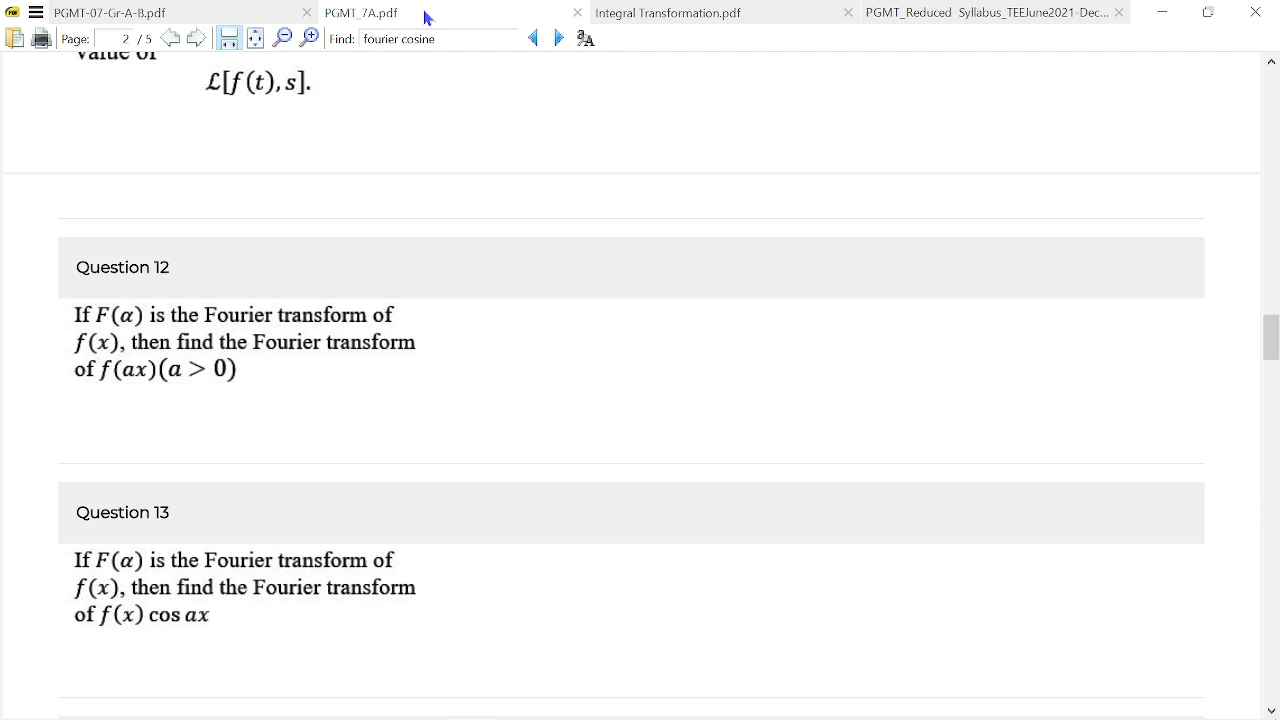 PGMT-07-Gr-A-B.pdf
PGMT_7A.pdf
Integral Transformation.pdf
PGMT_Reduced Syllabus_TEEJune2021-Dec...
Page: 2 / 5 Find: fourier cosine
value of
ℒ[f(t), s].
Question 12
If F(α) is the Fourier transform of
f(x), then find the Fourier transform
of f(ax)(a > 0)
Question 13
If F(α) is the Fourier transform of
f(x), then find the Fourier transform
of f(x) cos ax